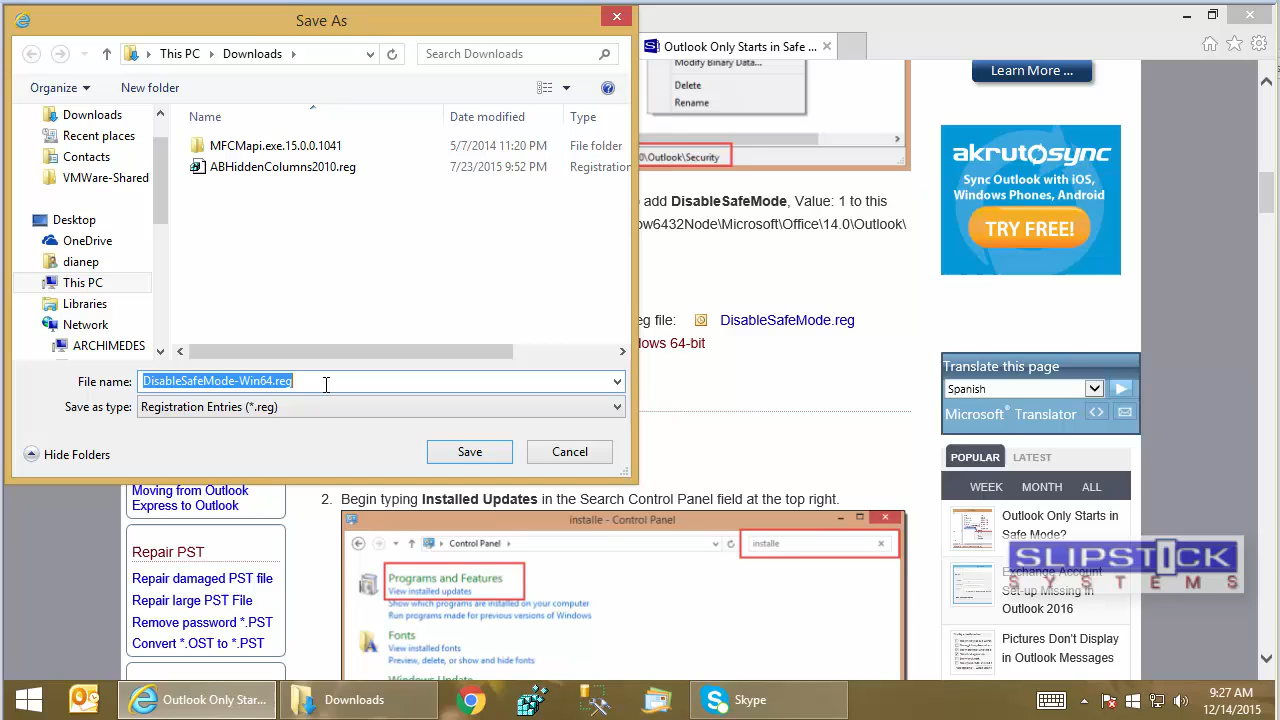 Save As
This PC
Downloads
Search Downloads
Organize
New folder
Downloads
Recent places
Contacts
VMWare-Shared
Desktop
OneDrive
dianep
This PC
Libraries
Network
ARCHIMEDES
Name
Date modified
Type
MFCMapi.exe.15.0.0.1041
5/7/2014 11:20 PM
File folder
ABHiddenColumns2010.reg
7/23/2015 9:52 PM
Registration
File name:
DisableSafeMode-Win64.reg
Save as type:
Registration Entries (*.reg)
Hide Folders
Save
Cancel
Outlook Only Starts in Safe ...
Modify Binary Data...
Delete
Rename
0\Outlook\Security
add DisableSafeMode, Value: 1 to this
ow6432Node\Microsoft\Office\14.0\Outlook\
eg file:
DisableSafeMode.reg
dows 64-bit
Learn More ...
akrutosync
Sync Outlook with iOS,
Windows Phones, Android
TRY FREE!
Translate this page
Spanish
Microsoft® Translator
POPULAR
LATEST
WEEK
MONTH
ALL
Outlook Only Starts in
Safe Mode?
Exchange Account
Set-up Missing in
Outlook 2016
Pictures Don't Display
in Outlook Messages
SLIPSTICK
SYSTEMS
Moving from Outlook
Express to Outlook
Repair PST
Repair damaged PST file
Repair large PST File
Remove password *.PST
Convert *.OST to *.PST
2. Begin typing Installed Updates in the Search Control Panel field at the top right.
installe - Control Panel
Control Panel
installe
Programs and Features
View installed updates
Show which programs are installed on your computer
Run programs made for previous versions of Windows
Fonts
View installed fonts
Preview, delete, or show and hide fonts
Windows Update
Outlook Only Star...
Downloads
Skype
9:27 AM
12/14/2015